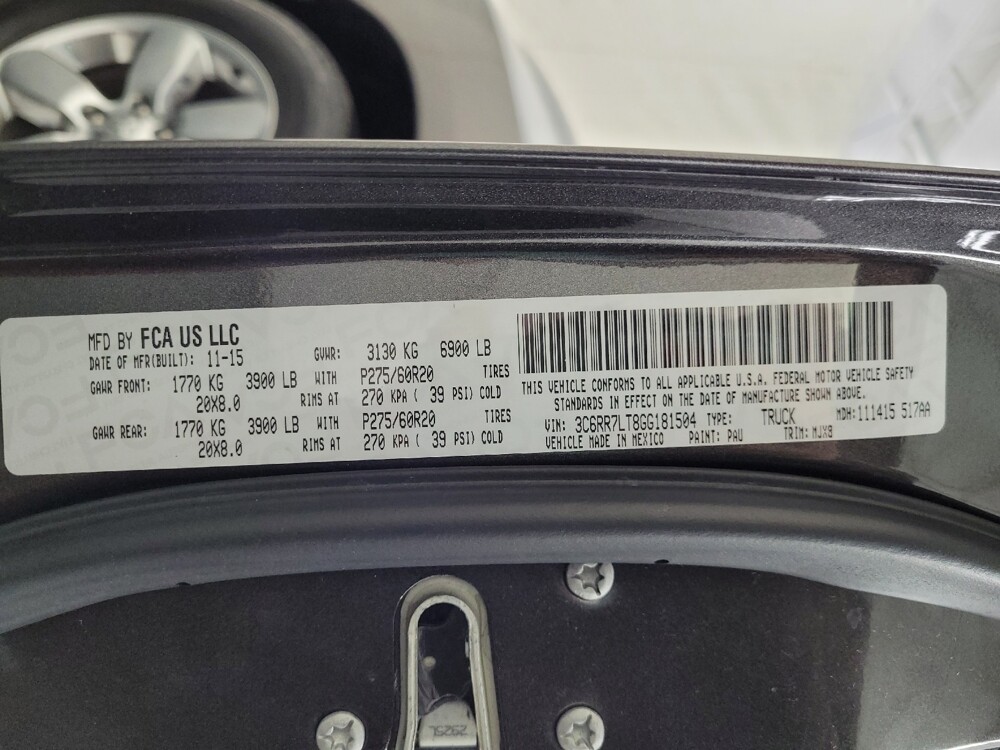 MFD BY FCA US LLC
DATE OF MFR(BUILT): 11-15 GVWR: 3130 KG 6900 LB
GAWR FRONT: 1770 KG 3900 LB WITH P275/60R20 TIRES
20X8.0 RIMS AT 270 KPA ( 39 PSI) COLD
GAWR REAR: 1770 KG 3900 LB WITH P275/60R20 TIRES
20X8.0 RIMS AT 270 KPA ( 39 PSI) COLD
THIS VEHICLE CONFORMS TO ALL APPLICABLE U.S.A. FEDERAL MOTOR VEHICLE SAFETY
STANDARDS IN EFFECT ON THE DATE OF MANUFACTURE SHOWN ABOVE.
VIN: 3C6RR7LT8GG181504 TYPE: TRUCK MDH:111415 517AA
VEHICLE MADE IN MEXICO PAINT: PAU TRIM: MJX8